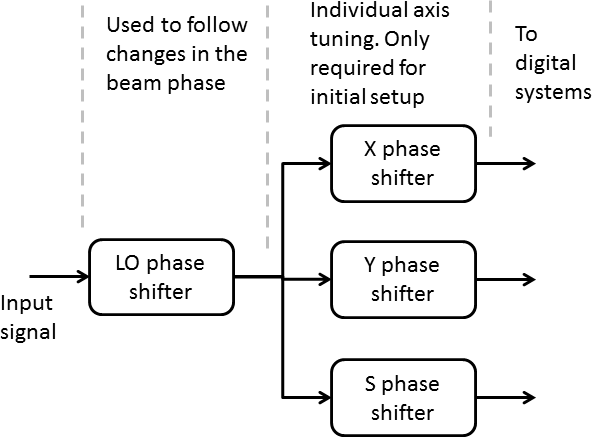 Used to follow
changes in the
beam phase
Individual axis
tuning. Only
required for
initial setup
To
digital
systems
Input
signal
LO phase
shifter
X phase
shifter
Y phase
shifter
S phase
shifter